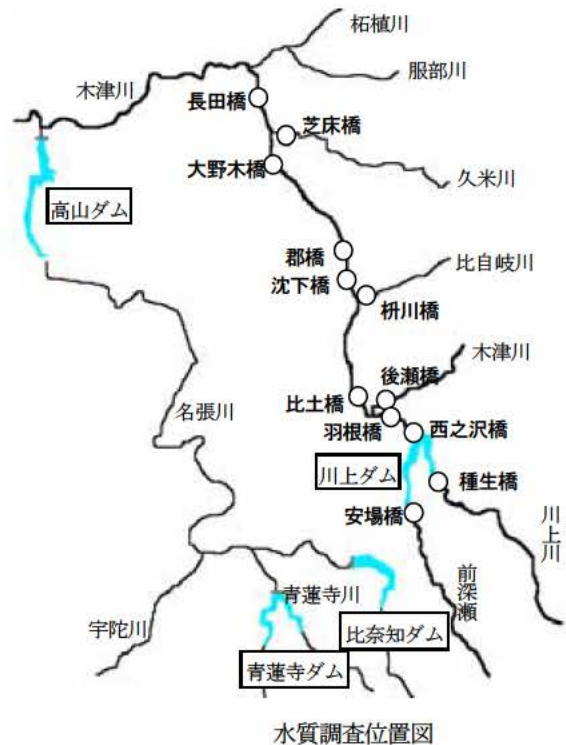 柘植川
服部川
木津川
長田橋
芝床橋
大野木橋
久米川
高山ダム
郡橋
沈下橋
比自岐川
枡川橋
木津川
後瀬橋
比土橋
羽根橋
西之沢橋
名張川
川上ダム
種生橋
安場橋
川上川
前深瀬
青蓮寺川
宇陀川
比奈知ダム
青蓮寺ダム
水質調査位置図